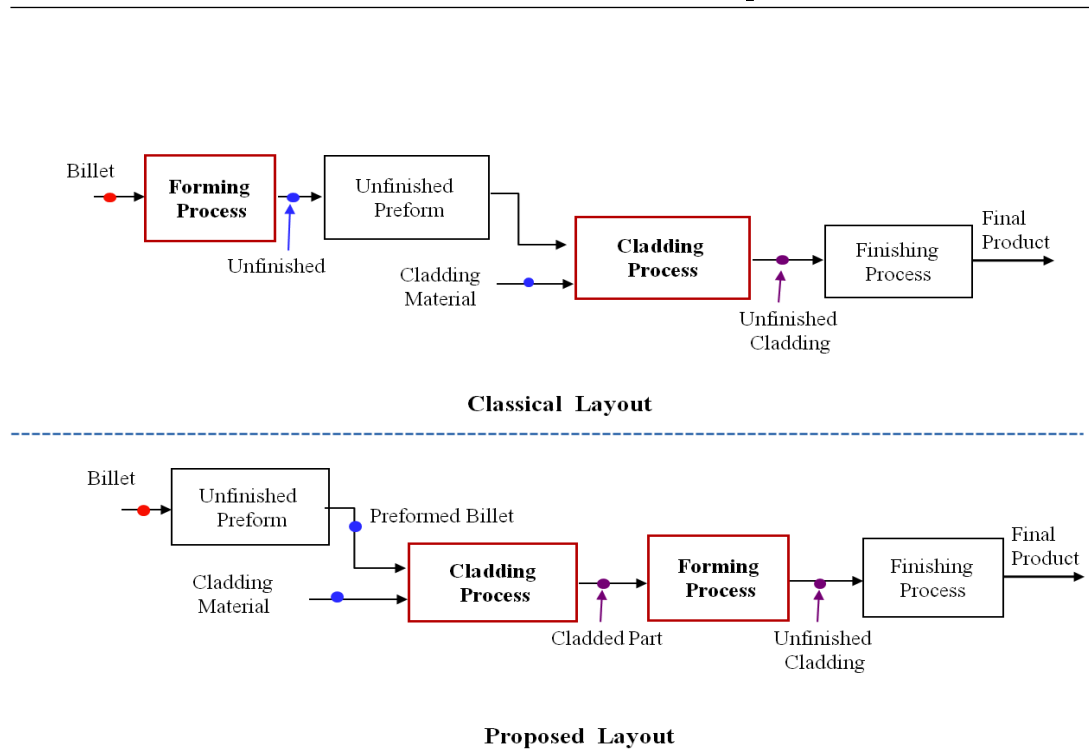 Billet
Forming
Process
Unfinished
Preform
Unfinished
Cladding
Material
Cladding
Process
Unfinished
Cladding
Finishing
Process
Final
Product
Classical Layout
Billet
Unfinished
Preform
Preformed Billet
Cladding
Material
Cladding
Process
Cladded Part
Forming
Process
Unfinished
Cladding
Finishing
Process
Final
Product
Proposed Layout